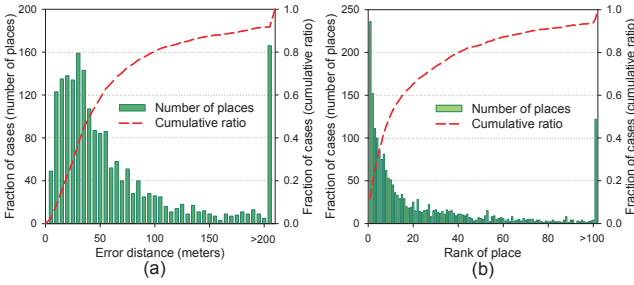 200
160
120
80
40
0
Fraction of cases (number of places)
1.0
0.8
0.6
0.4
0.2
0.0
Fraction of cases (cumulative ratio)
Number of places
Cumulative ratio
0 50 100 150 >200
Error distance (meters)
(a)
250
200
150
100
50
0
Fraction of cases (number of places)
1.0
0.8
0.6
0.4
0.2
0.0
Fraction of cases (cumulative ratio)
Number of places
Cumulative ratio
0 20 40 60 80 >100
Rank of place
(b)